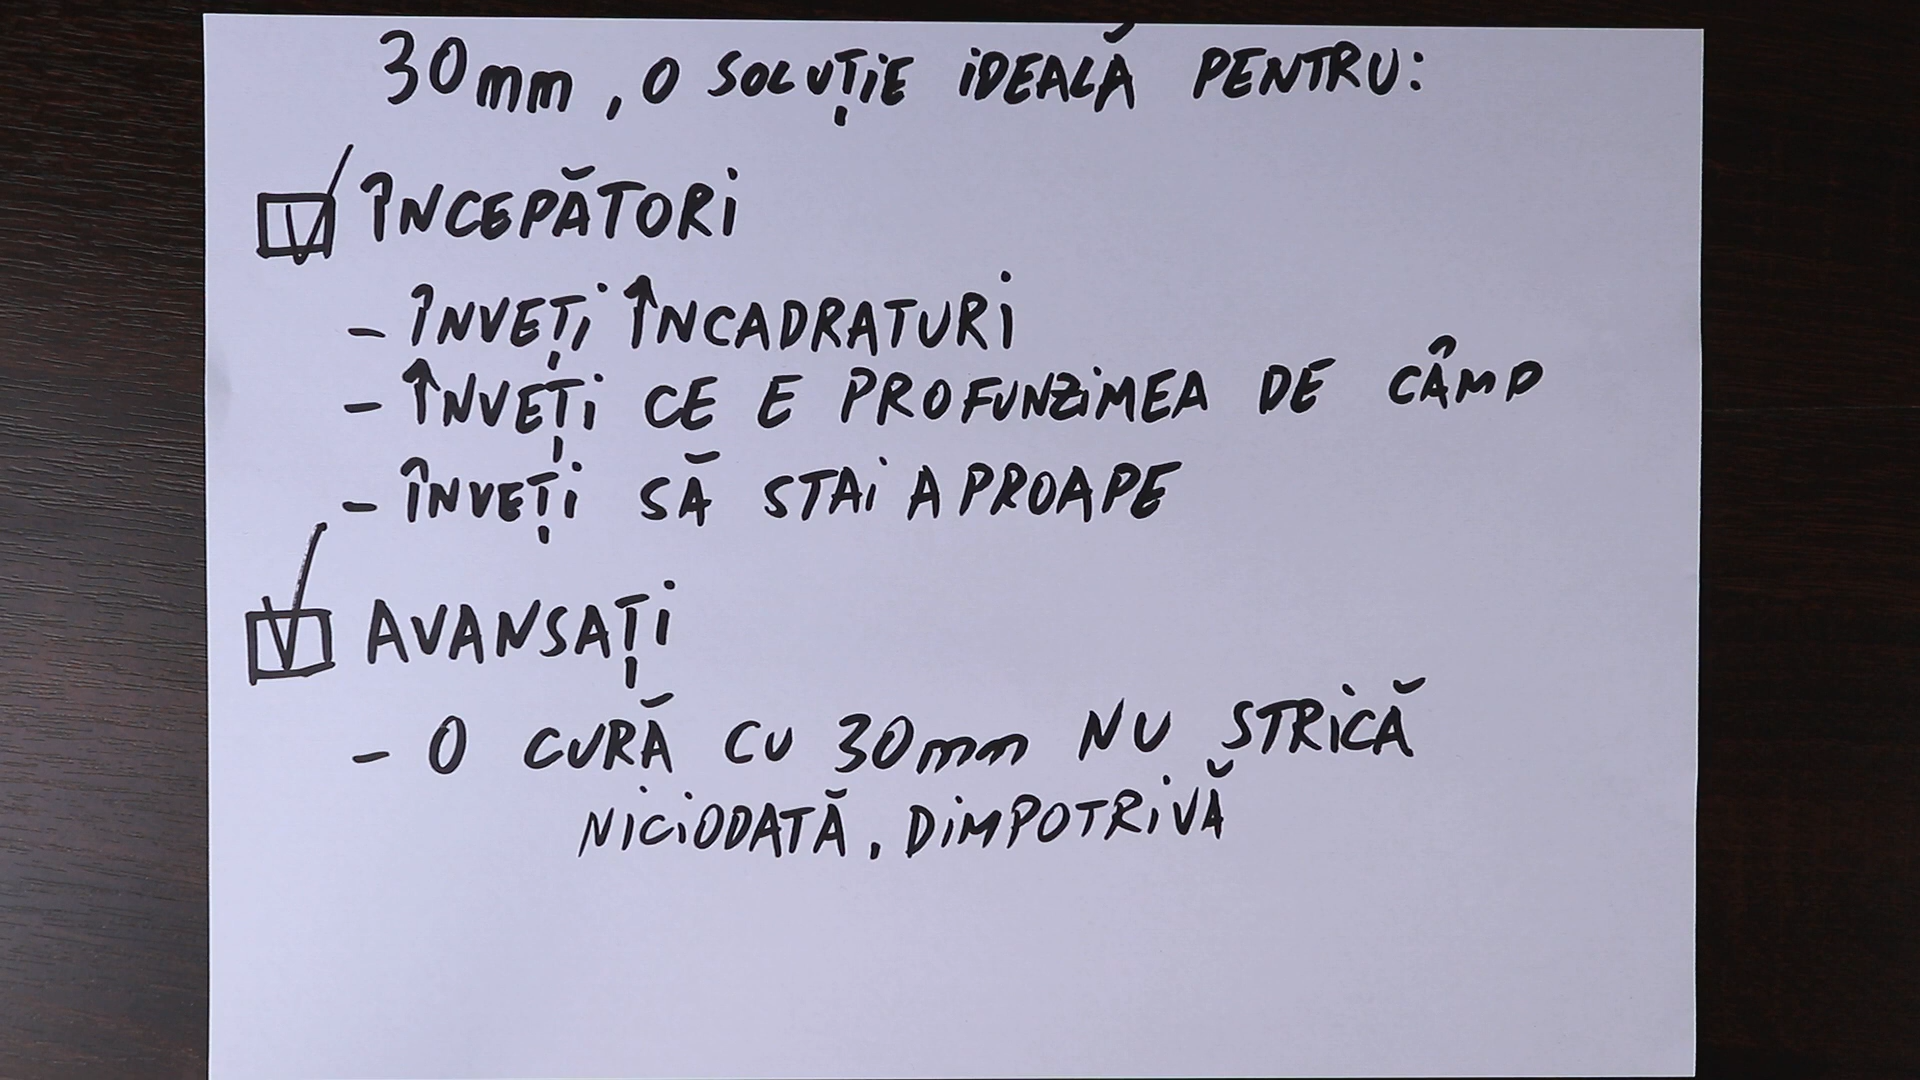 30mm, O SOLUȚIE IDEALĂ PENTRU:
ÎNCEPĂTORI
- ÎNVEȚI ÎNCADRATURI
- ÎNVEȚI CE E PROFUNZIMEA DE CÂMP
- ÎNVEȚI SĂ STAI APROAPE
AVANSAȚI
- O CURĂ CU 30mm NU STRICĂ
NICIODATĂ, DIMPOTRIVĂ